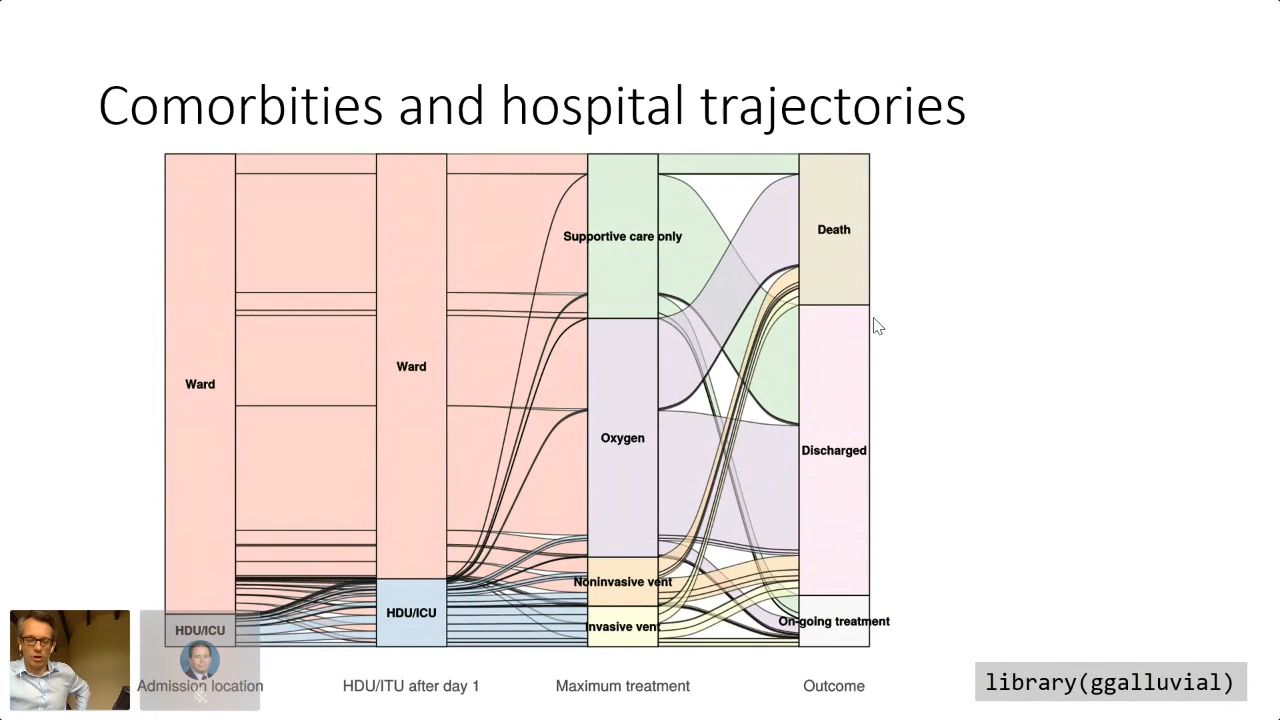 Comorbities and hospital trajectories
Ward
Ward
Supportive care only
Death
Oxygen
Discharged
Noninvasive vent
HDU/ICU
HDU/ICU
Invasive vent
On-going treatment
Admission location
HDU/ITU after day 1
Maximum treatment
Outcome
library(ggalluvial)